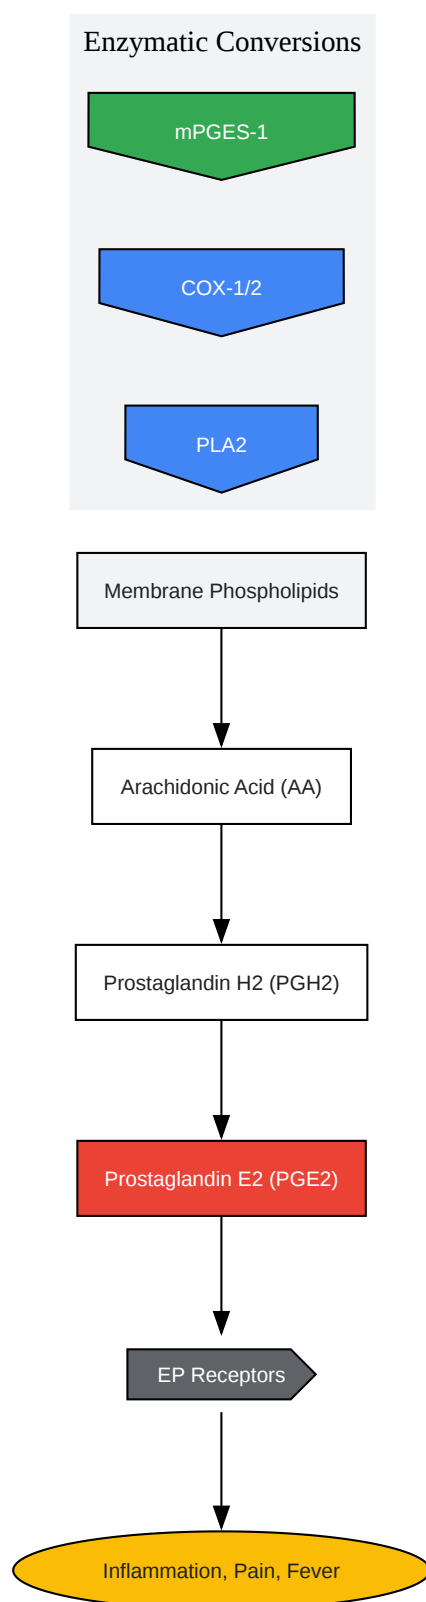 Enzymatic Conversions
mPGES-1
COX-1/2
PLA2
Membrane Phospholipids
Arachidonic Acid (AA)
Prostaglandin H2 (PGH2)
Prostaglandin E2 (PGE2)
EP Receptors
Inflammation, Pain, Fever